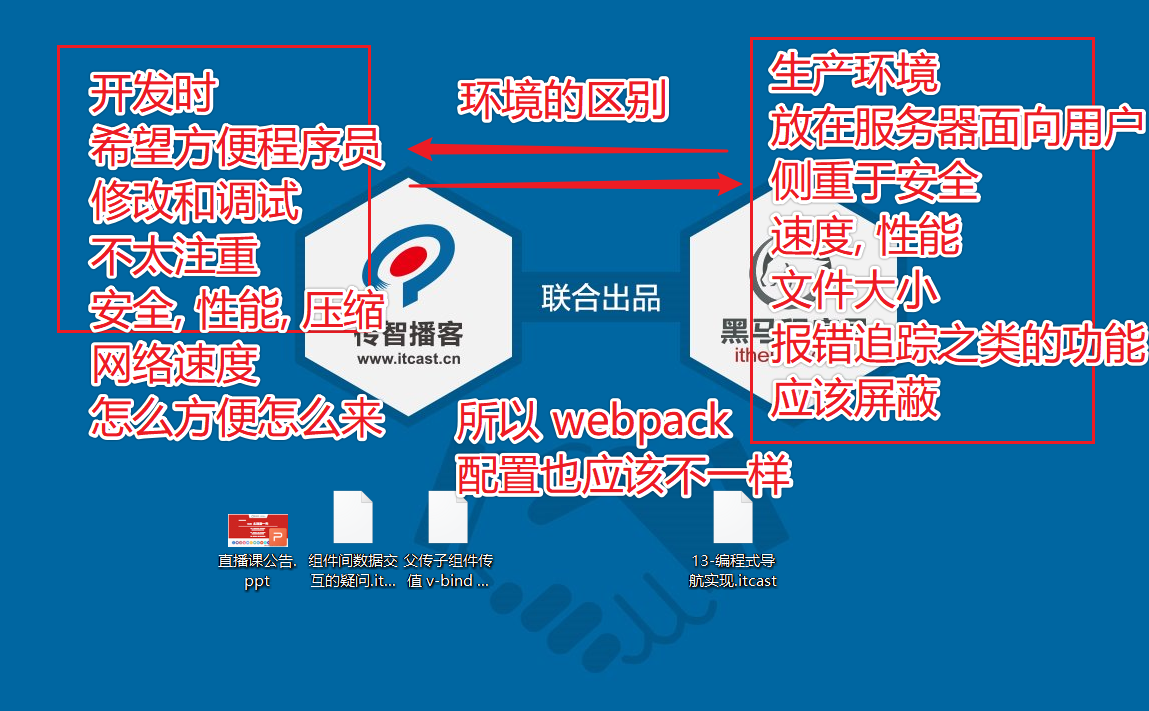 开发时
希望方便程序员
修改和调试
不太注重
安全, 性能, 压缩
网络速度
怎么方便怎么来
环境的区别
生产环境
放在服务器面向用户
侧重于安全
速度, 性能
文件大小
报错追踪之类的功能
应该屏蔽
传智播客
www.itcast.cn
联合出品
黑马
ithe
所以 webpack
配置也应该不一样
直播课公告.
ppt
组件间数据交
互的疑问.it...
父传子组件传
值 v-bind ...
13-编程式导
航实现.itcast